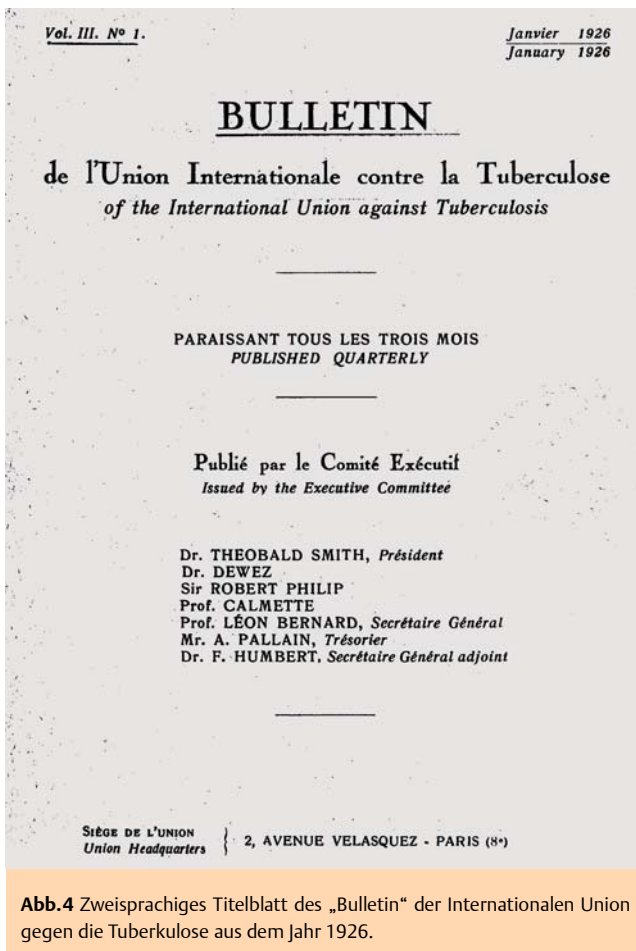 Vol. III. Nº 1.
Janvier 1926
January 1926
BULLETIN
de l'Union Internationale contre la Tuberculose
of the International Union against Tuberculosis
PARAISSANT TOUS LES TROIS MOIS
PUBLISHED QUARTERLY
Publié par le Comité Exécutif
Issued by the Executive Committee
Dr. THEOBALD SMITH, Président
Dr. DEWEZ
Sir ROBERT PHILIP
Prof. CALMETTE
Prof. LÉON BERNARD, Secrétaire Général
Mr. A. PALLAIN, Trésorier
Dr. F. HUMBERT, Secrétaire Général adjoint
SIÈGE DE L'UNION
Union Headquarters
2, AVENUE VELASQUEZ - PARIS (8e)
Abb.4 Zweisprachiges Titelblatt des „Bulletin“ der Internationalen Union
gegen die Tuberkulose aus dem Jahr 1926.